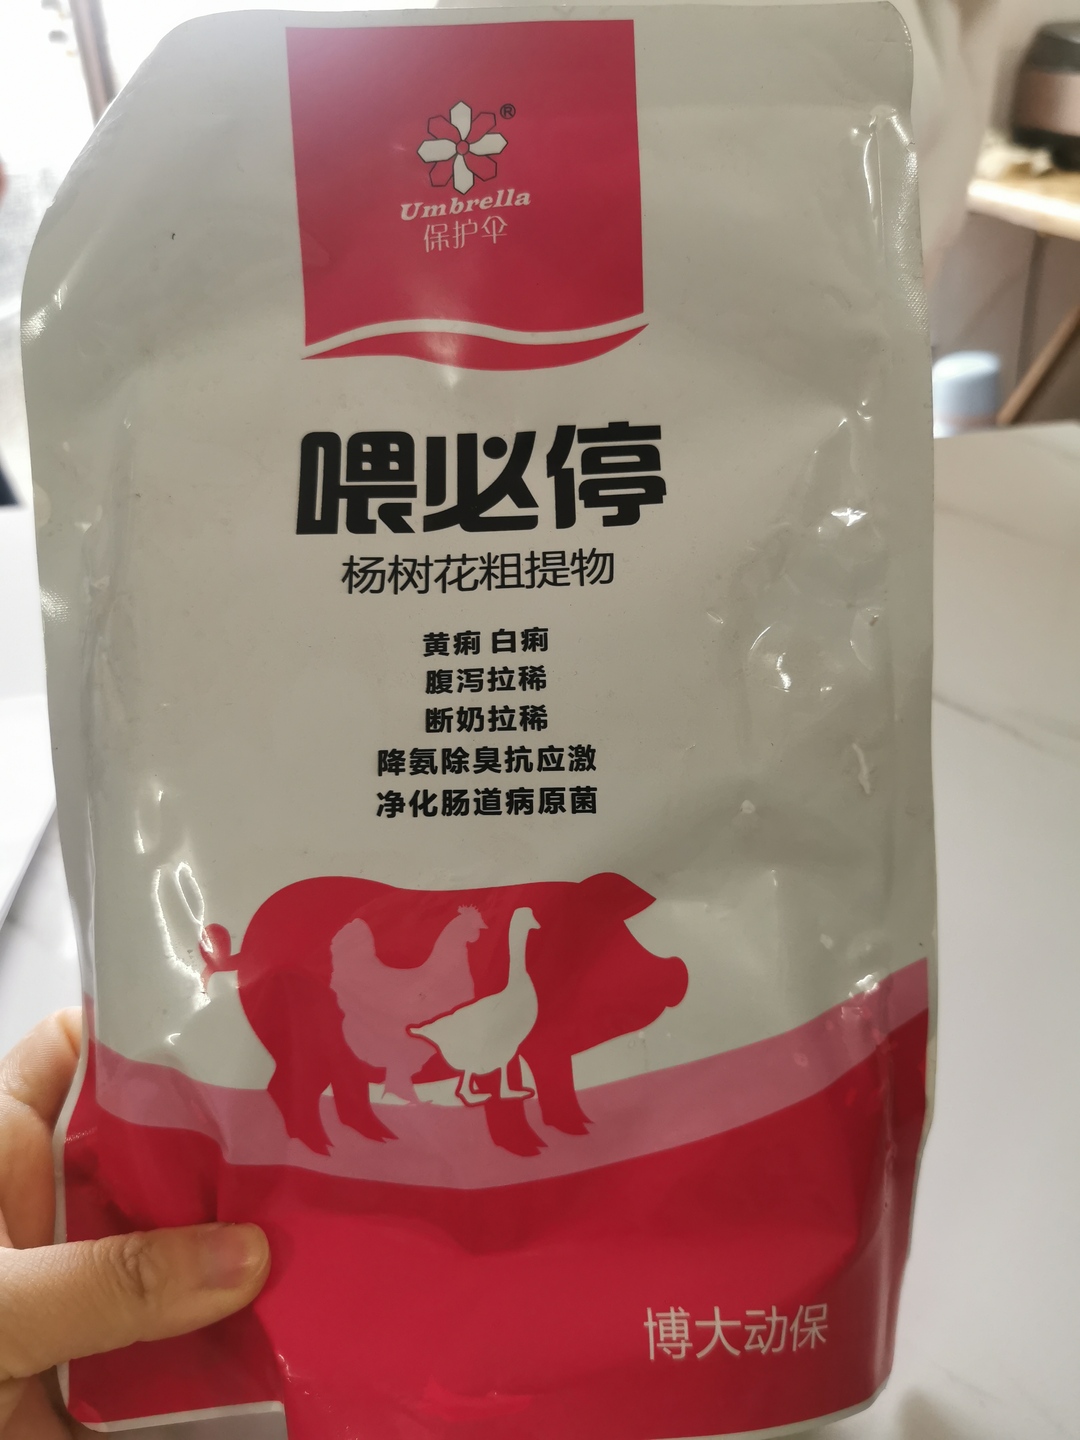 ®
Umbrella
保护伞
喂必停
杨树花粗提物
黄痢 白痢
腹泻拉稀
断奶拉稀
降氨除臭抗应激
净化肠道病原菌
博大动保